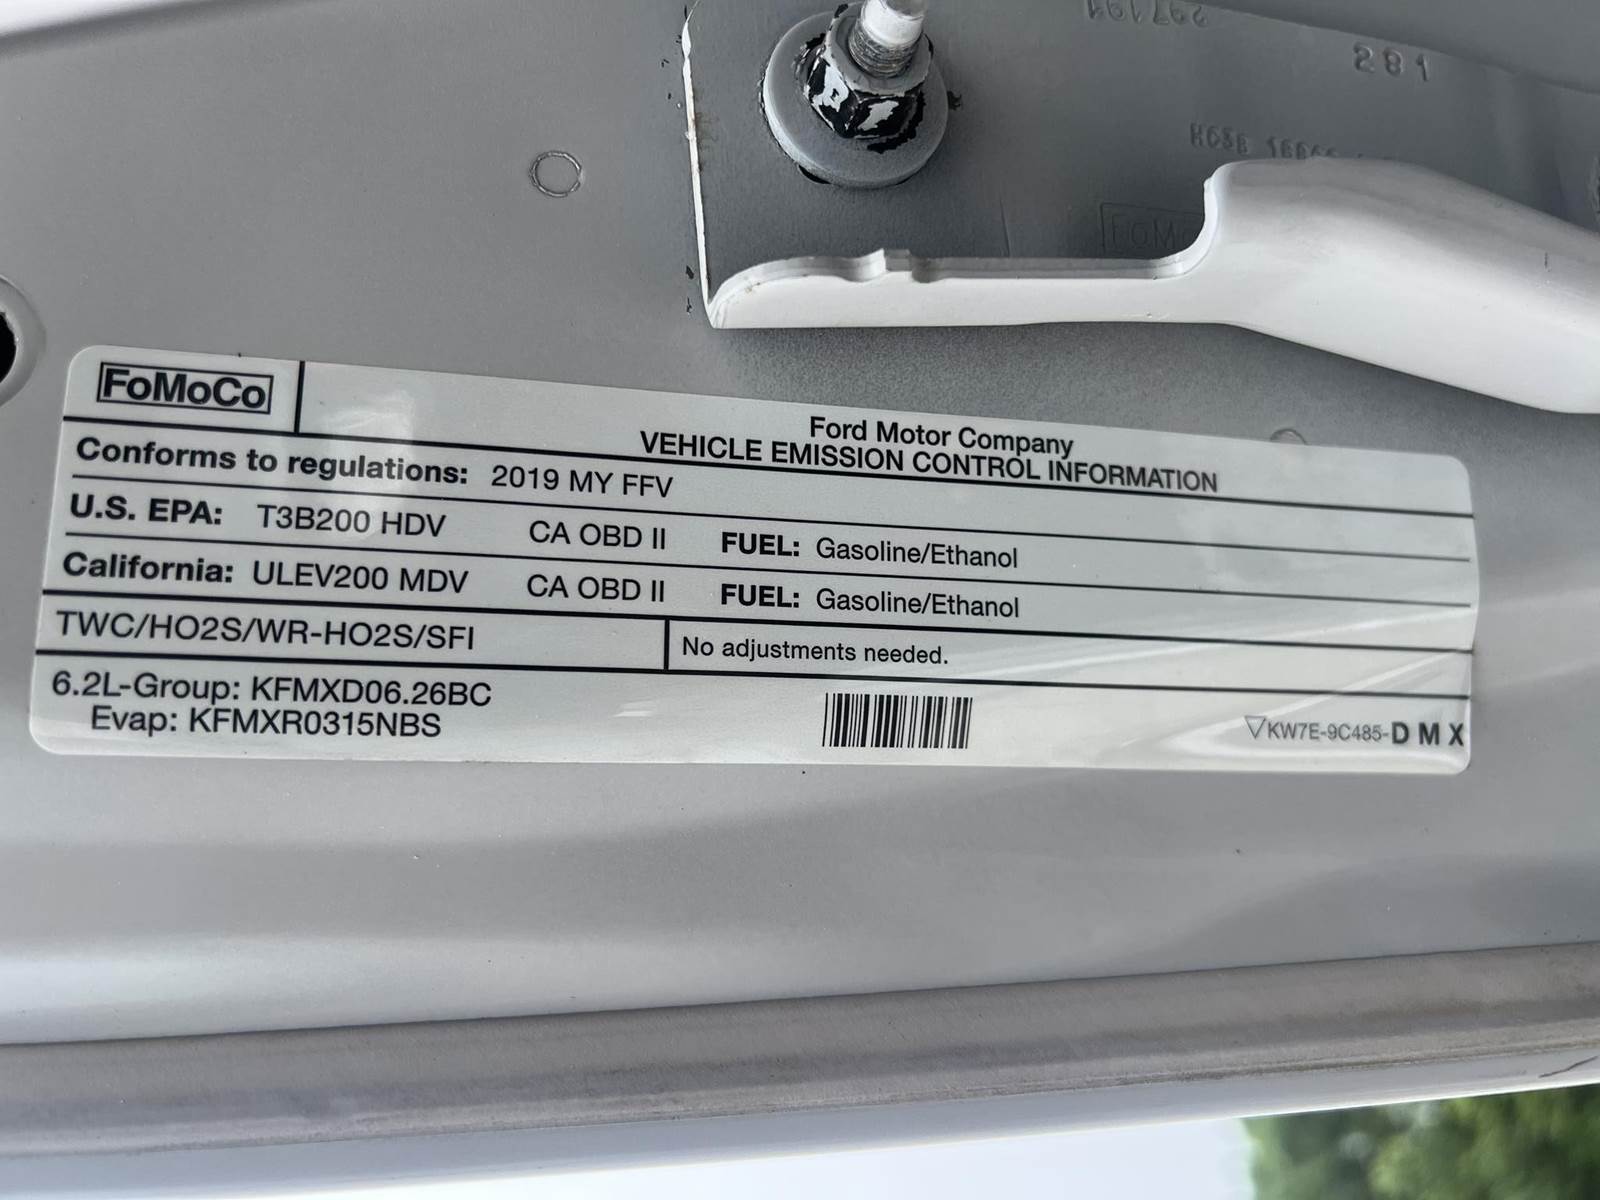 297191
281
HC3B
FoMoCo
Ford Motor Company
VEHICLE EMISSION CONTROL INFORMATION
Conforms to regulations: 2019 MY FFV
U.S. EPA: T3B200 HDV CA OBD II FUEL: Gasoline/Ethanol
California: ULEV200 MDV CA OBD II FUEL: Gasoline/Ethanol
TWC/HO2S/WR-HO2S/SFI No adjustments needed.
6.2L-Group: KFMXD06.26BC
Evap: KFMXR0315NBS
▽KW7E-9C485-D M X